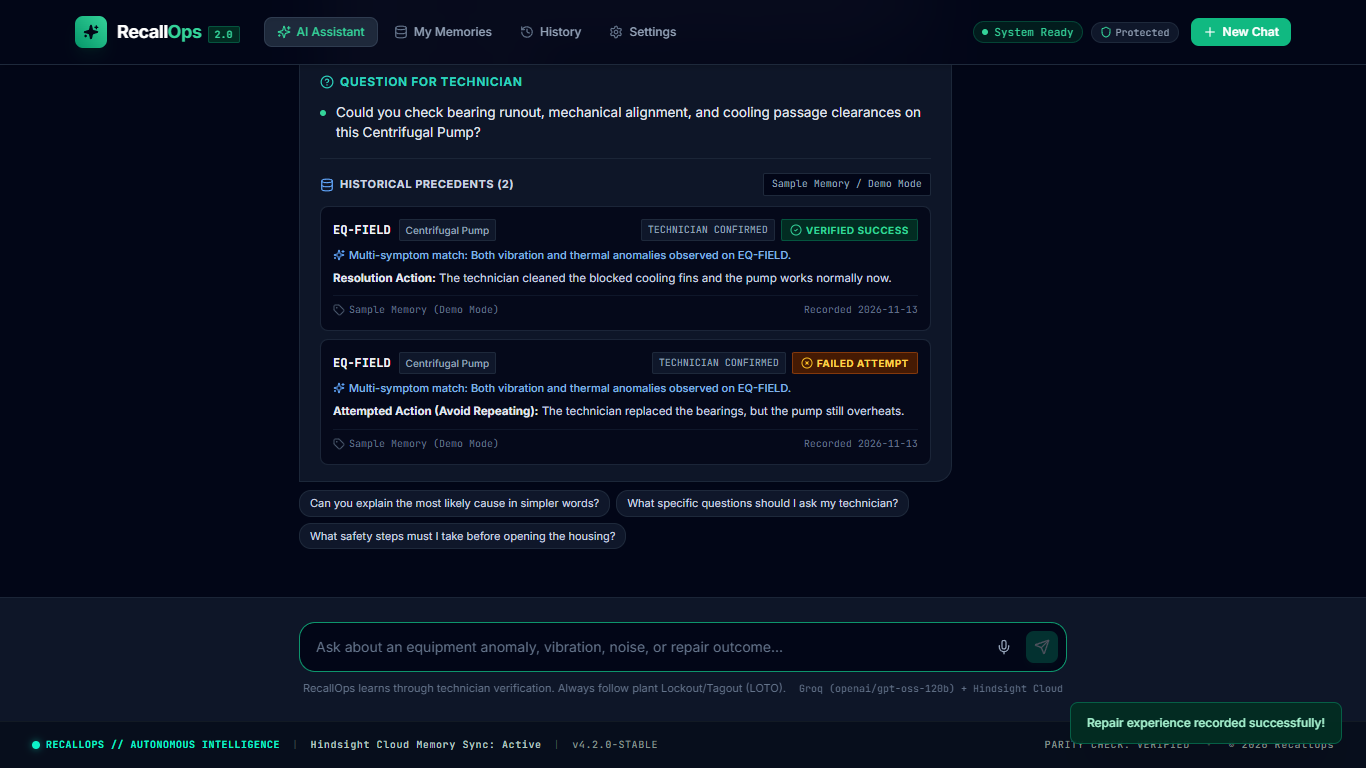 RecallOps 2.0 AI Assistant My Memories History Settings System Ready Protected New Chat
QUESTION FOR TECHNICIAN
Could you check bearing runout, mechanical alignment, and cooling passage clearances on
this Centrifugal Pump?
HISTORICAL PRECEDENTS (2) Sample Memory / Demo Mode
EQ-FIELD Centrifugal Pump TECHNICIAN CONFIRMED VERIFIED SUCCESS
Multi-symptom match: Both vibration and thermal anomalies observed on EQ-FIELD.
Resolution Action: The technician cleaned the blocked cooling fins and the pump works normally now.
Sample Memory (Demo Mode) Recorded 2026-11-13
EQ-FIELD Centrifugal Pump TECHNICIAN CONFIRMED FAILED ATTEMPT
Multi-symptom match: Both vibration and thermal anomalies observed on EQ-FIELD.
Attempted Action (Avoid Repeating): The technician replaced the bearings, but the pump still overheats.
Sample Memory (Demo Mode) Recorded 2026-11-13
Can you explain the most likely cause in simpler words? What specific questions should I ask my technician?
What safety steps must I take before opening the housing?
Ask about an equipment anomaly, vibration, noise, or repair outcome...
RecallOps learns through technician verification. Always follow plant Lockout/Tagout (LOTO). Groq (openai/gpt-oss-120b) + Hindsight Cloud
Repair experience recorded successfully!
RECALLOPS // AUTONOMOUS INTELLIGENCE | Hindsight Cloud Memory Sync: Active | v4.2.0-STABLE PARITY CHECK: VERIFIED · © 2026 RecallOps